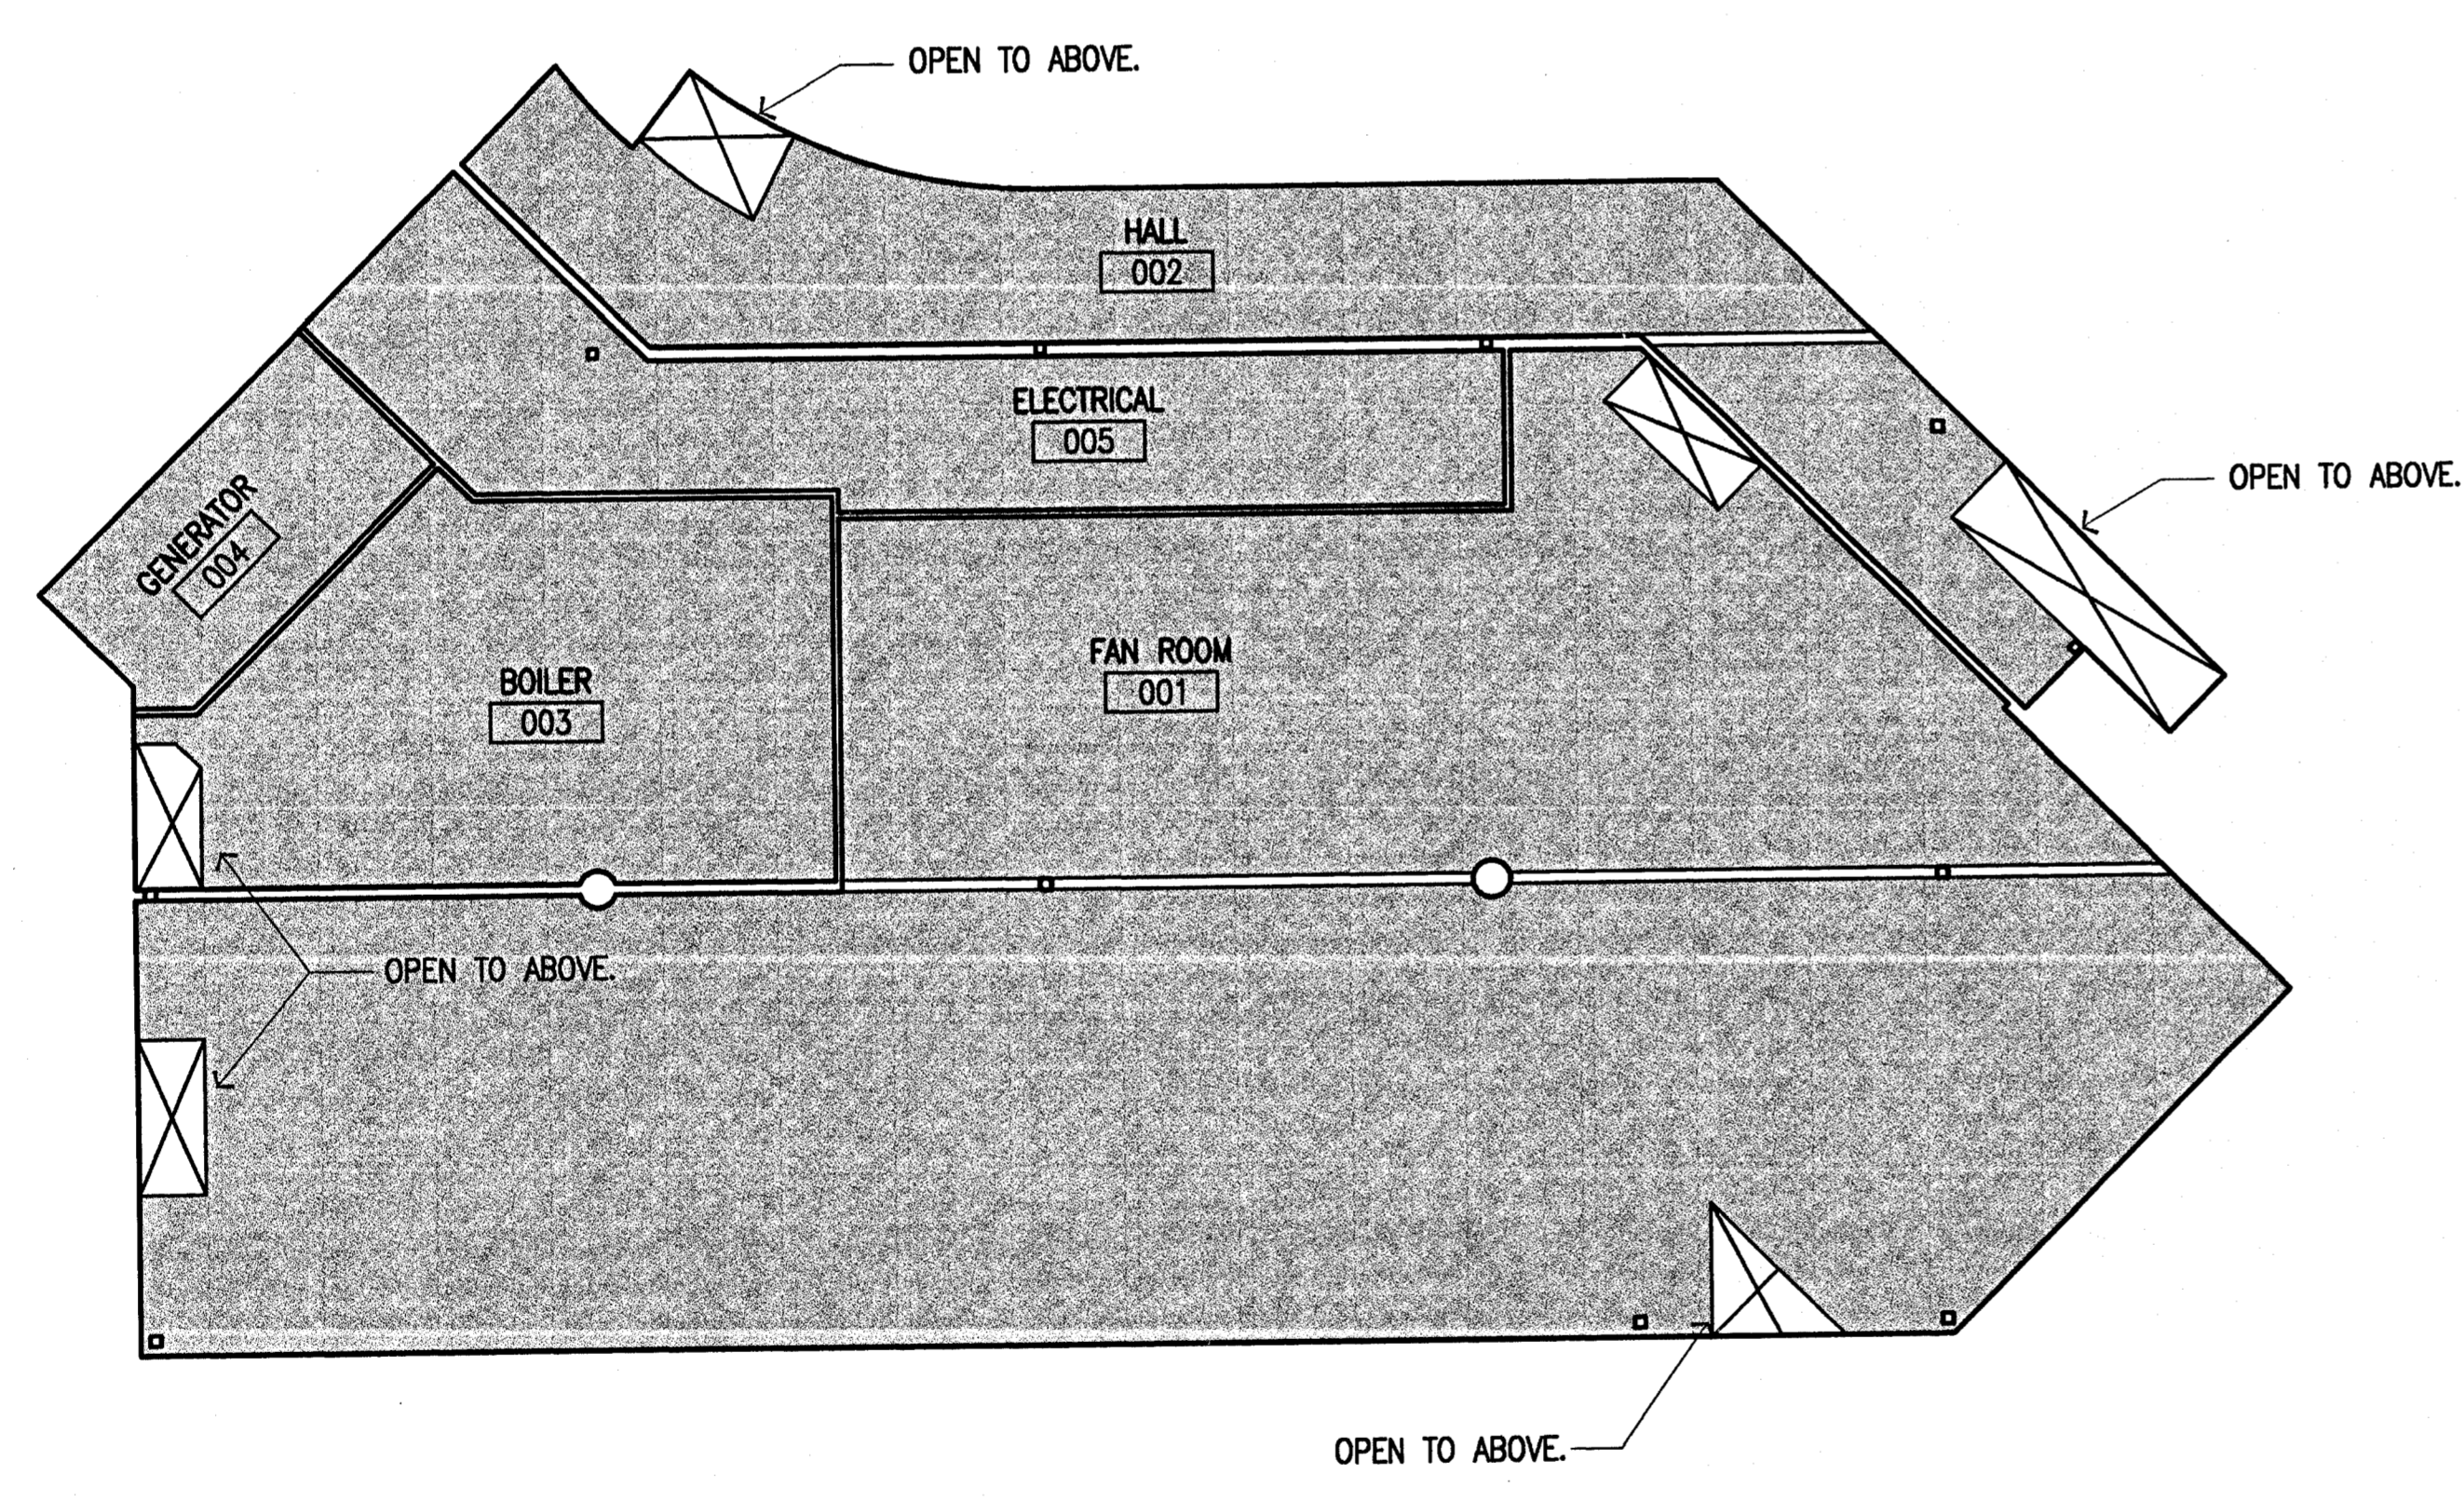 OPEN TO ABOVE.
HALL
002
ELECTRICAL
005
OPEN TO ABOVE.
GENERATOR
004
FAN ROOM
001
BOILER
003
OPEN TO ABOVE.
OPEN TO ABOVE.